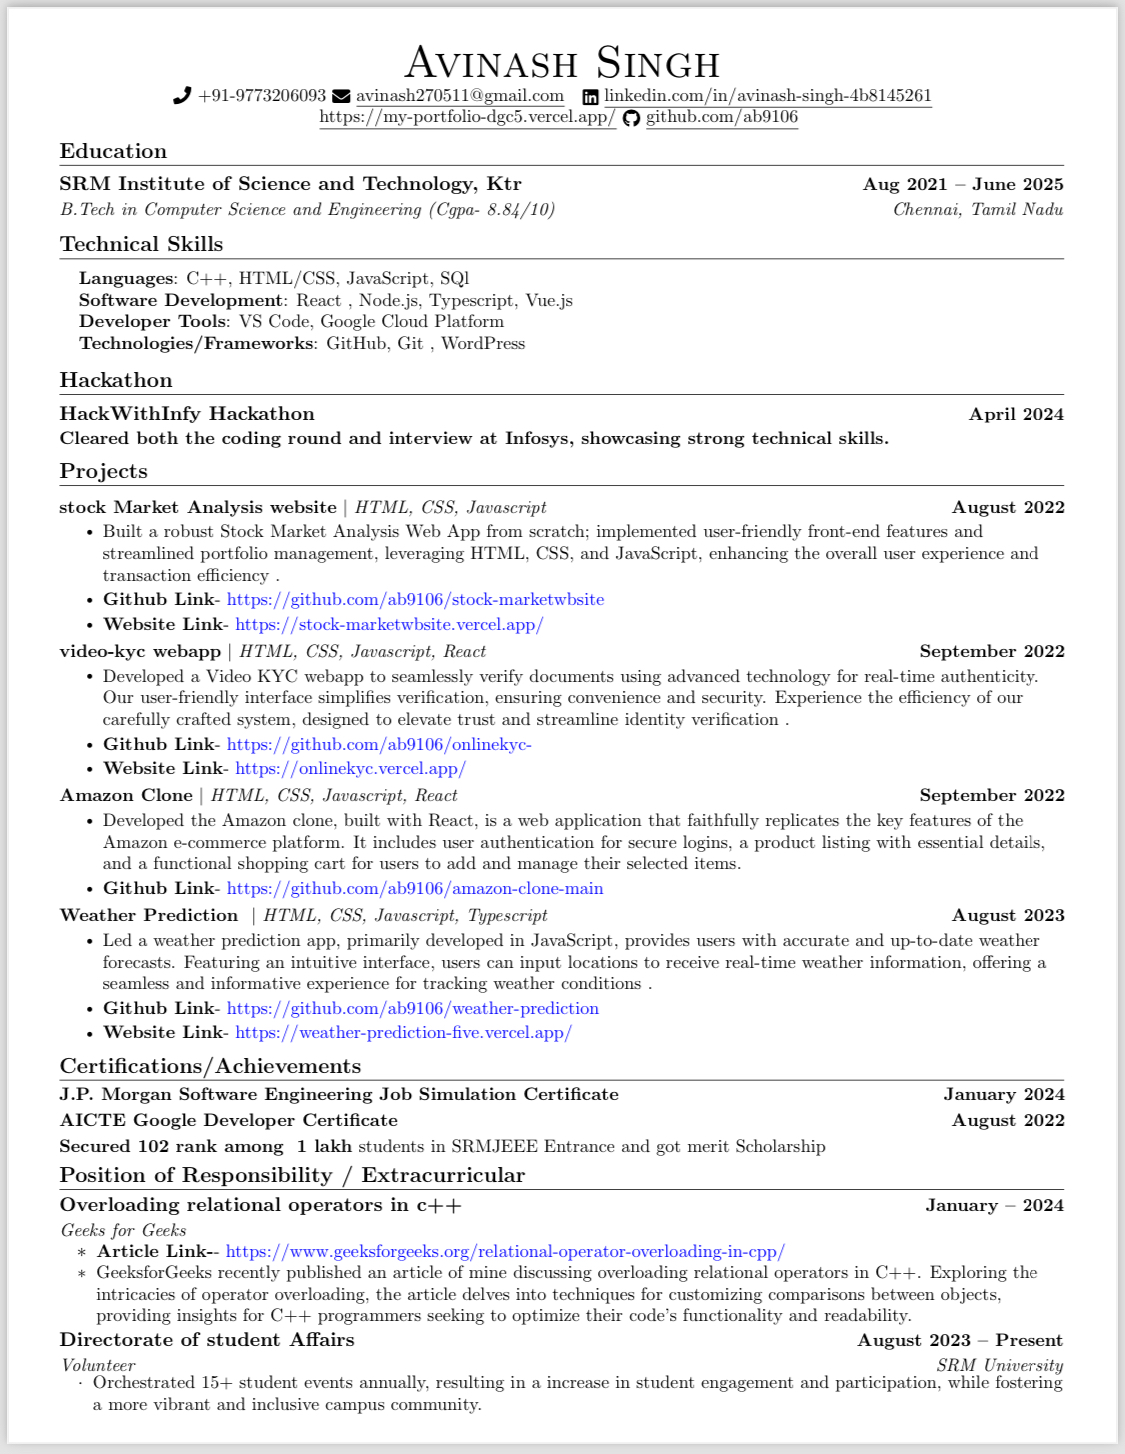 Avinash Singh
+91-9773206093 avinash270511@gmail.com linkedin.com/in/avinash-singh-4b8145261
https://my-portfolio-dgc5.vercel.app/ github.com/ab9106
Education
SRM Institute of Science and Technology, Ktr Aug 2021 – June 2025
B.Tech in Computer Science and Engineering (Cgpa- 8.84/10) Chennai, Tamil Nadu
Technical Skills
Languages: C++, HTML/CSS, JavaScript, SQl
Software Development: React , Node.js, Typescript, Vue.js
Developer Tools: VS Code, Google Cloud Platform
Technologies/Frameworks: GitHub, Git , WordPress
Hackathon
HackWithInfy Hackathon April 2024
Cleared both the coding round and interview at Infosys, showcasing strong technical skills.
Projects
stock Market Analysis website | HTML, CSS, Javascript August 2022
• Built a robust Stock Market Analysis Web App from scratch; implemented user-friendly front-end features and
streamlined portfolio management, leveraging HTML, CSS, and JavaScript, enhancing the overall user experience and
transaction efficiency .
• Github Link- https://github.com/ab9106/stock-marketwbsite
• Website Link- https://stock-marketwbsite.vercel.app/
video-kyc webapp | HTML, CSS, Javascript, React September 2022
• Developed a Video KYC webapp to seamlessly verify documents using advanced technology for real-time authenticity.
Our user-friendly interface simplifies verification, ensuring convenience and security. Experience the efficiency of our
carefully crafted system, designed to elevate trust and streamline identity verification .
• Github Link- https://github.com/ab9106/onlinekyc-
• Website Link- https://onlinekyc.vercel.app/
Amazon Clone | HTML, CSS, Javascript, React September 2022
• Developed the Amazon clone, built with React, is a web application that faithfully replicates the key features of the
Amazon e-commerce platform. It includes user authentication for secure logins, a product listing with essential details,
and a functional shopping cart for users to add and manage their selected items.
• Github Link- https://github.com/ab9106/amazon-clone-main
Weather Prediction | HTML, CSS, Javascript, Typescript August 2023
• Led a weather prediction app, primarily developed in JavaScript, provides users with accurate and up-to-date weather
forecasts. Featuring an intuitive interface, users can input locations to receive real-time weather information, offering a
seamless and informative experience for tracking weather conditions .
• Github Link- https://github.com/ab9106/weather-prediction
• Website Link- https://weather-prediction-five.vercel.app/
Certifications/Achievements
J.P. Morgan Software Engineering Job Simulation Certificate January 2024
AICTE Google Developer Certificate August 2022
Secured 102 rank among 1 lakh students in SRMJEEE Entrance and got merit Scholarship
Position of Responsibility / Extracurricular
Overloading relational operators in c++ January – 2024
Geeks for Geeks
* Article Link-- https://www.geeksforgeeks.org/relational-operator-overloading-in-cpp/
* GeeksforGeeks recently published an article of mine discussing overloading relational operators in C++. Exploring the
intricacies of operator overloading, the article delves into techniques for customizing comparisons between objects,
providing insights for C++ programmers seeking to optimize their code's functionality and readability.
Directorate of student Affairs August 2023 – Present
Volunteer SRM University
· Orchestrated 15+ student events annually, resulting in a increase in student engagement and participation, while fostering
a more vibrant and inclusive campus community.